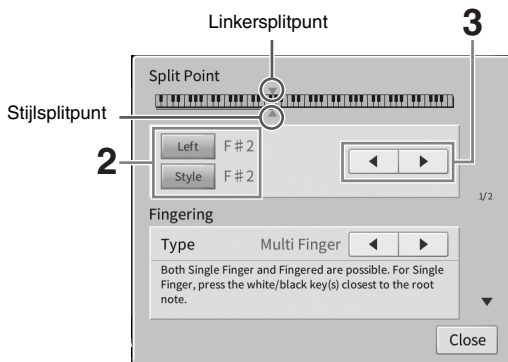 Linkersplitpunt
3
Split Point
Stijlsplitpunt
2
Left F#2
Style F#2
1/2
Fingering
Type Multi Finger
Both Single Finger and Fingered are possible. For Single
Finger, press the white/black key(s) closest to the root
note.
Close